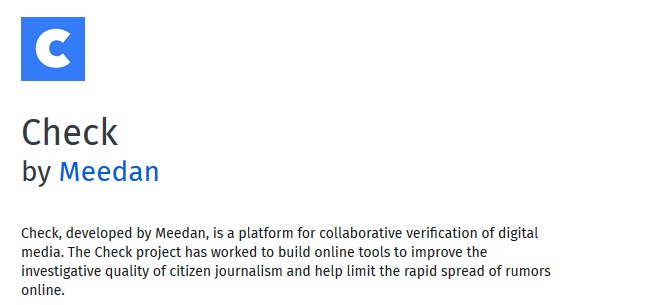 C
Check
by Meedan
Check, developed by Meedan, is a platform for collaborative verification of digital
media. The Check project has worked to build online tools to improve the
investigative quality of citizen journalism and help limit the rapid spread of rumors
online.